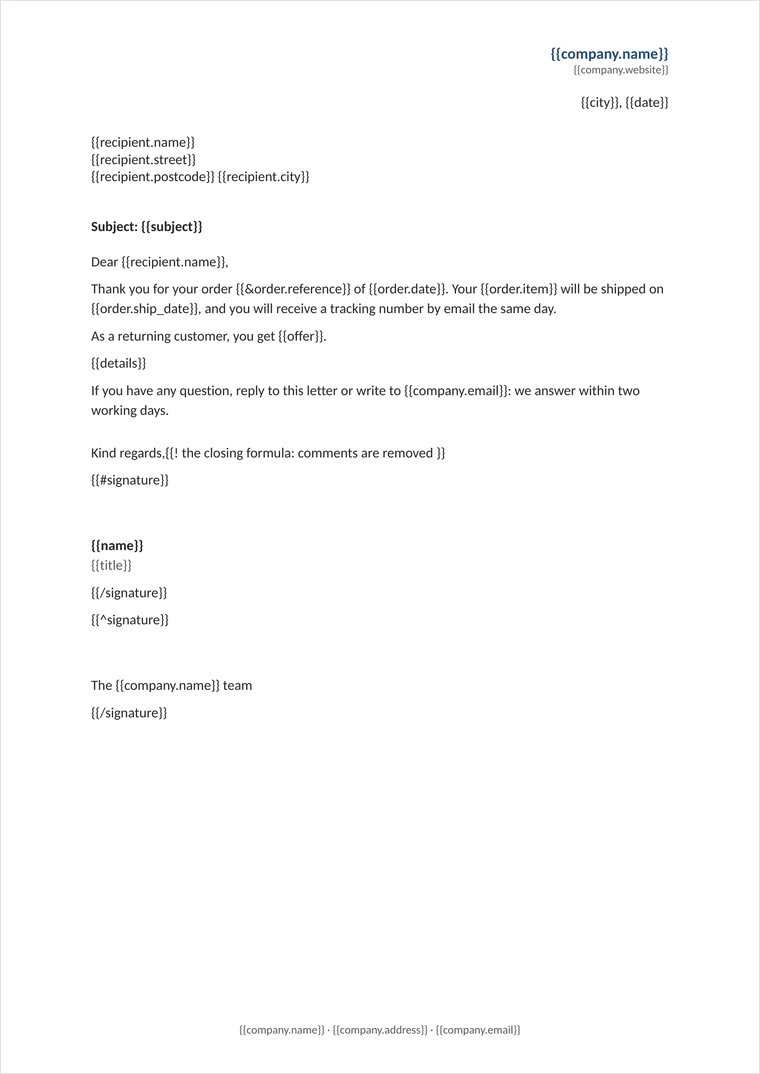 {{company.name}}
{{company.website}}
{{city}}, {{date}}
{{recipient.name}}
{{recipient.street}}
{{recipient.postcode}} {{recipient.city}}
Subject: {{subject}}
Dear {{recipient.name}},
Thank you for your order {{&order.reference}} of {{order.date}}. Your {{order.item}} will be shipped on
{{order.ship_date}}, and you will receive a tracking number by email the same day.
As a returning customer, you get {{offer}}.
{{details}}
If you have any question, reply to this letter or write to {{company.email}}: we answer within two
working days.
Kind regards,{{! the closing formula: comments are removed }}
{{#signature}}
{{name}}
{{title}}
{{/signature}}
{{^signature}}
The {{company.name}} team
{{/signature}}
{{company.name}} · {{company.address}} · {{company.email}}